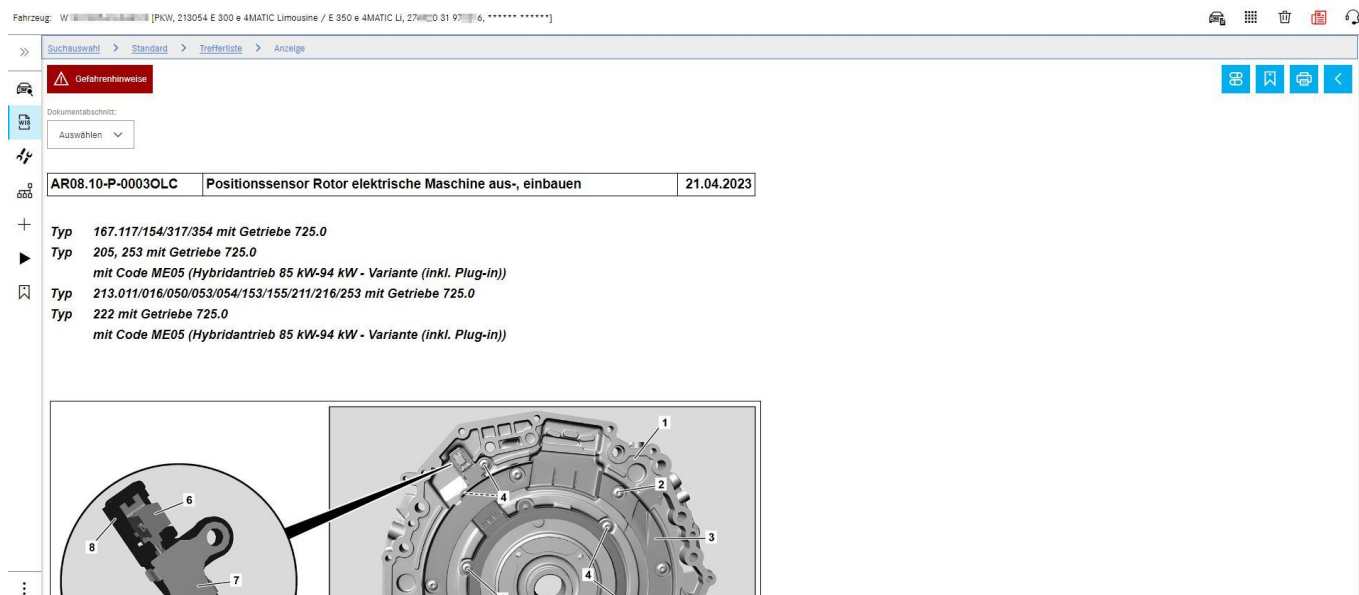 Fahrzeug: W [PKW, 213054 E 300 e 4MATIC Limousine / E 350 e 4MATIC Li, 27 0 31 97 6, ****** ******]
Suchauswahl > Standard > Trefferliste > Anzeige
Gefahrenhinweise
WIS
Dokumentabschnitt:
Auswählen
AR08.10-P-0003OLC Positionssensor Rotor elektrische Maschine aus-, einbauen 21.04.2023
Typ 167.117/154/317/354 mit Getriebe 725.0
Typ 205, 253 mit Getriebe 725.0
mit Code ME05 (Hybridantrieb 85 kW-94 kW - Variante (inkl. Plug-in))
Typ 213.011/016/050/053/054/153/155/211/216/253 mit Getriebe 725.0
Typ 222 mit Getriebe 725.0
mit Code ME05 (Hybridantrieb 85 kW-94 kW - Variante (inkl. Plug-in))
1
2
4
6
3
8
4
7